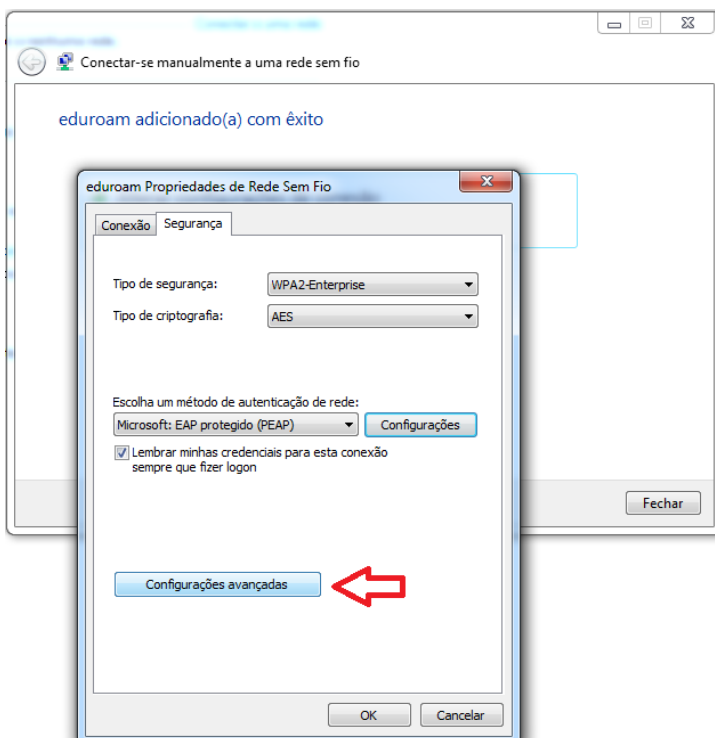 Conectar-se manualmente a uma rede sem fio
eduroam adicionado(a) com êxito
eduroam Propriedades de Rede Sem Fio
Conexão
Segurança
Tipo de segurança:
WPA2-Enterprise
Tipo de criptografia:
AES
Escolha um método de autenticação de rede:
Microsoft: EAP protegido (PEAP)
Configurações
Lembrar minhas credenciais para esta conexão
sempre que fizer logon
Fechar
Configurações avançadas
OK
Cancelar